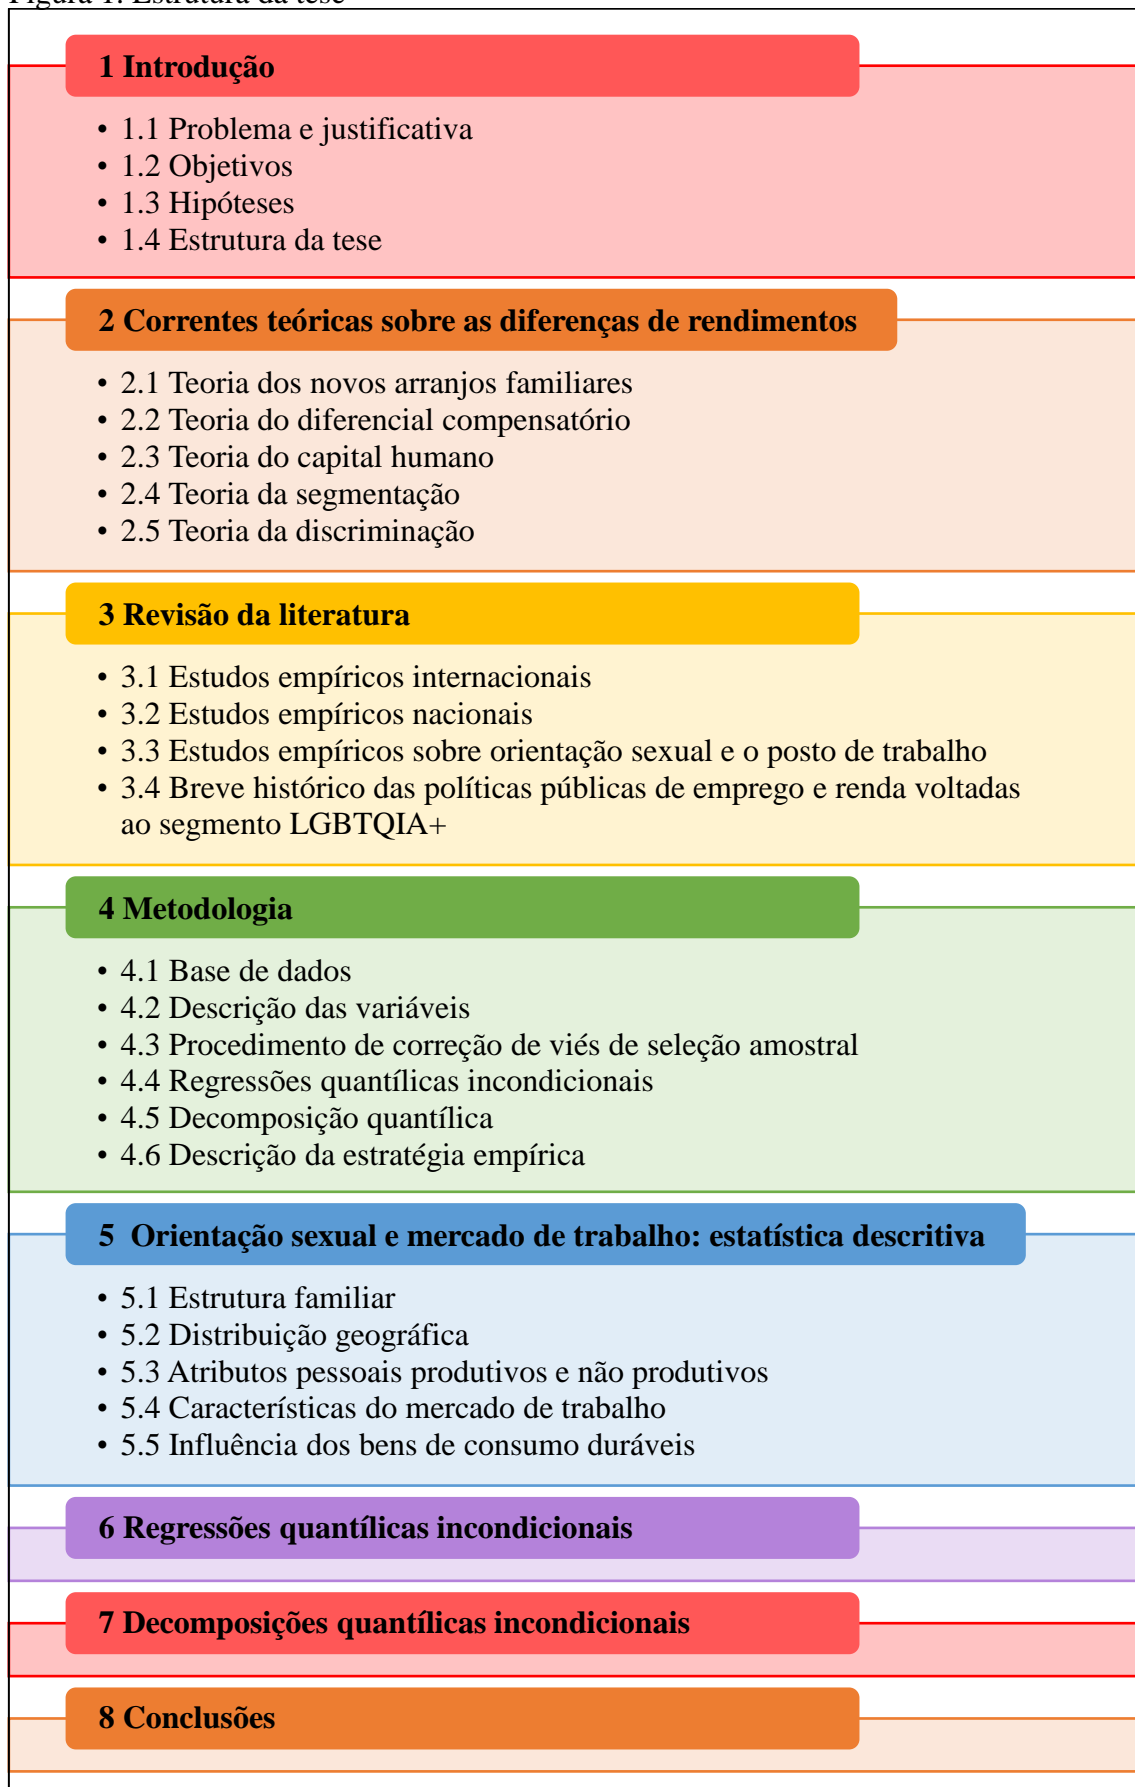 Figura 1. Estrutura da tese
1 Introdução
• 1.1 Problema e justificativa
• 1.2 Objetivos
• 1.3 Hipóteses
• 1.4 Estrutura da tese
2 Correntes teóricas sobre as diferenças de rendimentos
• 2.1 Teoria dos novos arranjos familiares
• 2.2 Teoria do diferencial compensatório
• 2.3 Teoria do capital humano
• 2.4 Teoria da segmentação
• 2.5 Teoria da discriminação
3 Revisão da literatura
• 3.1 Estudos empíricos internacionais
• 3.2 Estudos empíricos nacionais
• 3.3 Estudos empíricos sobre orientação sexual e o posto de trabalho
• 3.4 Breve histórico das políticas públicas de emprego e renda voltadas
ao segmento LGBTQIA+
4 Metodologia
• 4.1 Base de dados
• 4.2 Descrição das variáveis
• 4.3 Procedimento de correção de viés de seleção amostral
• 4.4 Regressões quantílicas incondicionais
• 4.5 Decomposição quantílica
• 4.6 Descrição da estratégia empírica
5 Orientação sexual e mercado de trabalho: estatística descritiva
• 5.1 Estrutura familiar
• 5.2 Distribuição geográfica
• 5.3 Atributos pessoais produtivos e não produtivos
• 5.4 Características do mercado de trabalho
• 5.5 Influência dos bens de consumo duráveis
6 Regressões quantílicas incondicionais
7 Decomposições quantílicas incondicionais
8 Conclusões